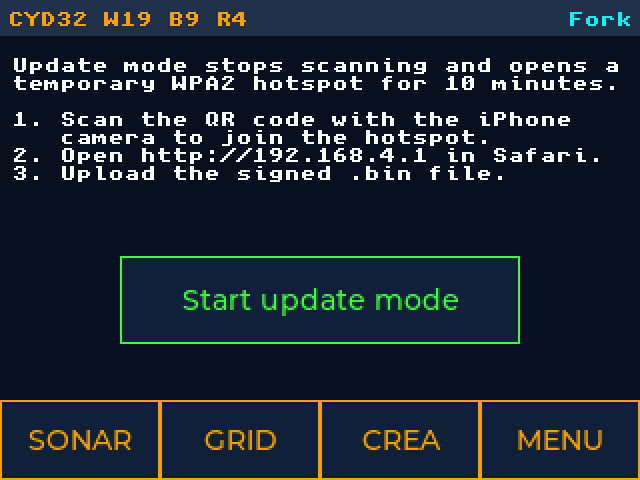 CYD32 W19 B9 R4 Fork
Update mode stops scanning and opens a
temporary WPA2 hotspot for 10 minutes.
1. Scan the QR code with the iPhone
camera to join the hotspot.
2. Open http://192.168.4.1 in Safari.
3. Upload the signed .bin file.
Start update mode
SONAR GRID CREA MENU